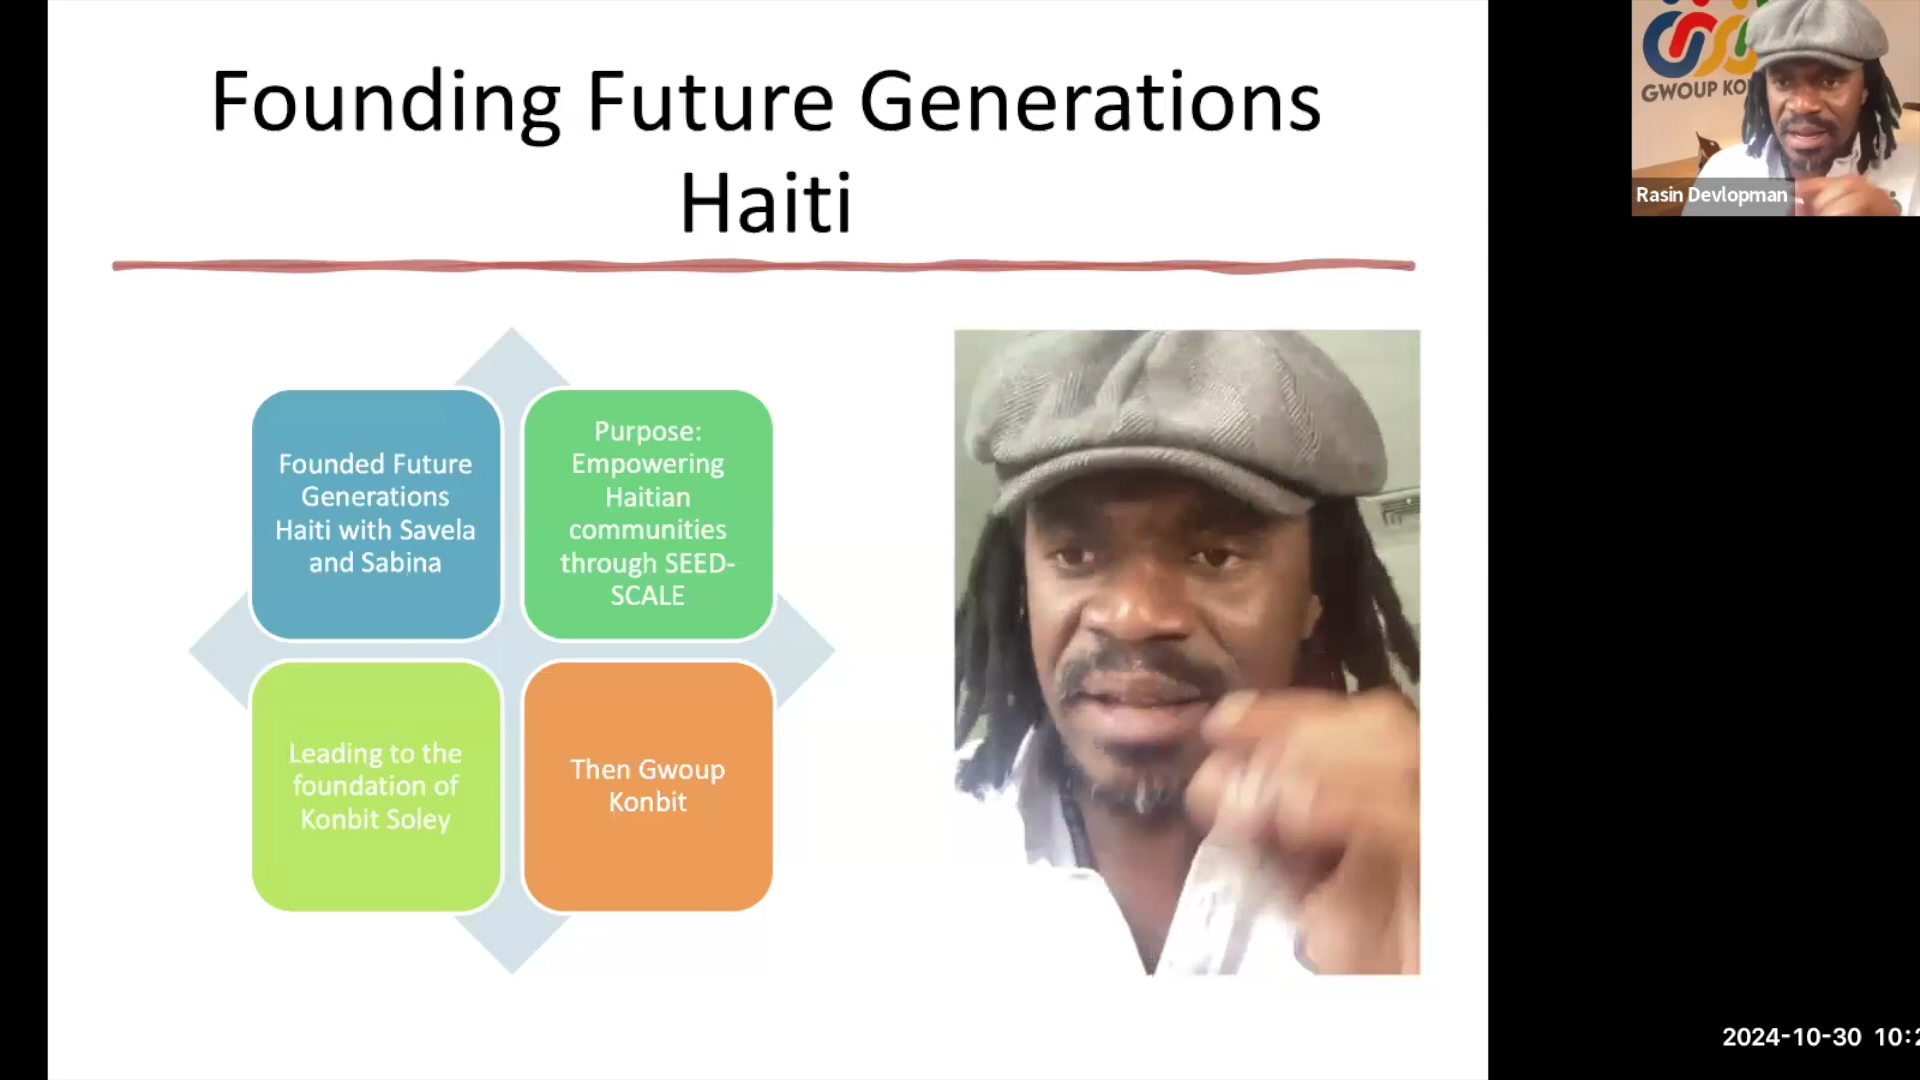 Founding Future Generations
Haiti
Founded Future
Generations
Haiti with Savela
and Sabina
Purpose:
Empowering
Haitian
communities
through SEED-
SCALE
Leading to the
foundation of
Konbit Soley
Then Gwoup
Konbit
GWOUP KO
Rasin Devlopman
2024-10-30 10:2